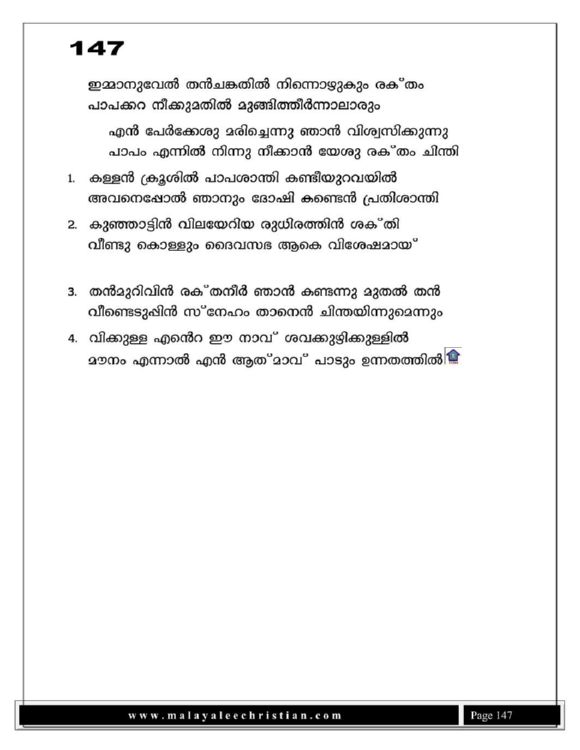 147
ഇമ്മാനുവേൽ തൻചങ്കതിൽ നിന്നൊഴുകും രക്തം
പാപക്കറ നീക്കുമതിൽ മുങ്ങിത്തീർന്നാലാരും
എൻ പേർക്കേശു മരിച്ചെന്നു ഞാൻ വിശ്വസിക്കുന്നു
പാപം എന്നിൽ നിന്നു നീക്കാൻ യേശു രക്തം ചിന്തി
1. കള്ളൻ ക്രൂശിൽ പാപശാന്തി കണ്ടീയുറവയിൽ
അവനെപ്പോൽ ഞാനും ദോഷി കണ്ടെൻ പ്രതിശാന്തി
2. കുഞ്ഞാട്ടിൻ വിലയേറിയ രുധിരത്തിൻ ശക്തി
വീണ്ടു കൊള്ളും ദൈവസഭ ആകെ വിശേഷമായ്
3. തൻമുറിവിൻ രക്തനീർ ഞാൻ കണ്ടന്നു മുതൽ തൻ
വീണ്ടെടുപ്പിൻ സ്നേഹം താനെൻ ചിന്തയിന്നുമെന്നും
4. വിക്കുള്ള എൻെറ ഈ നാവ് ശവക്കുഴിക്കുള്ളിൽ
മൗനം എന്നാൽ എൻ ആത്മാവ് പാടും ഉന്നതത്തിൽ
www.malayaleechristian.com
Page 147